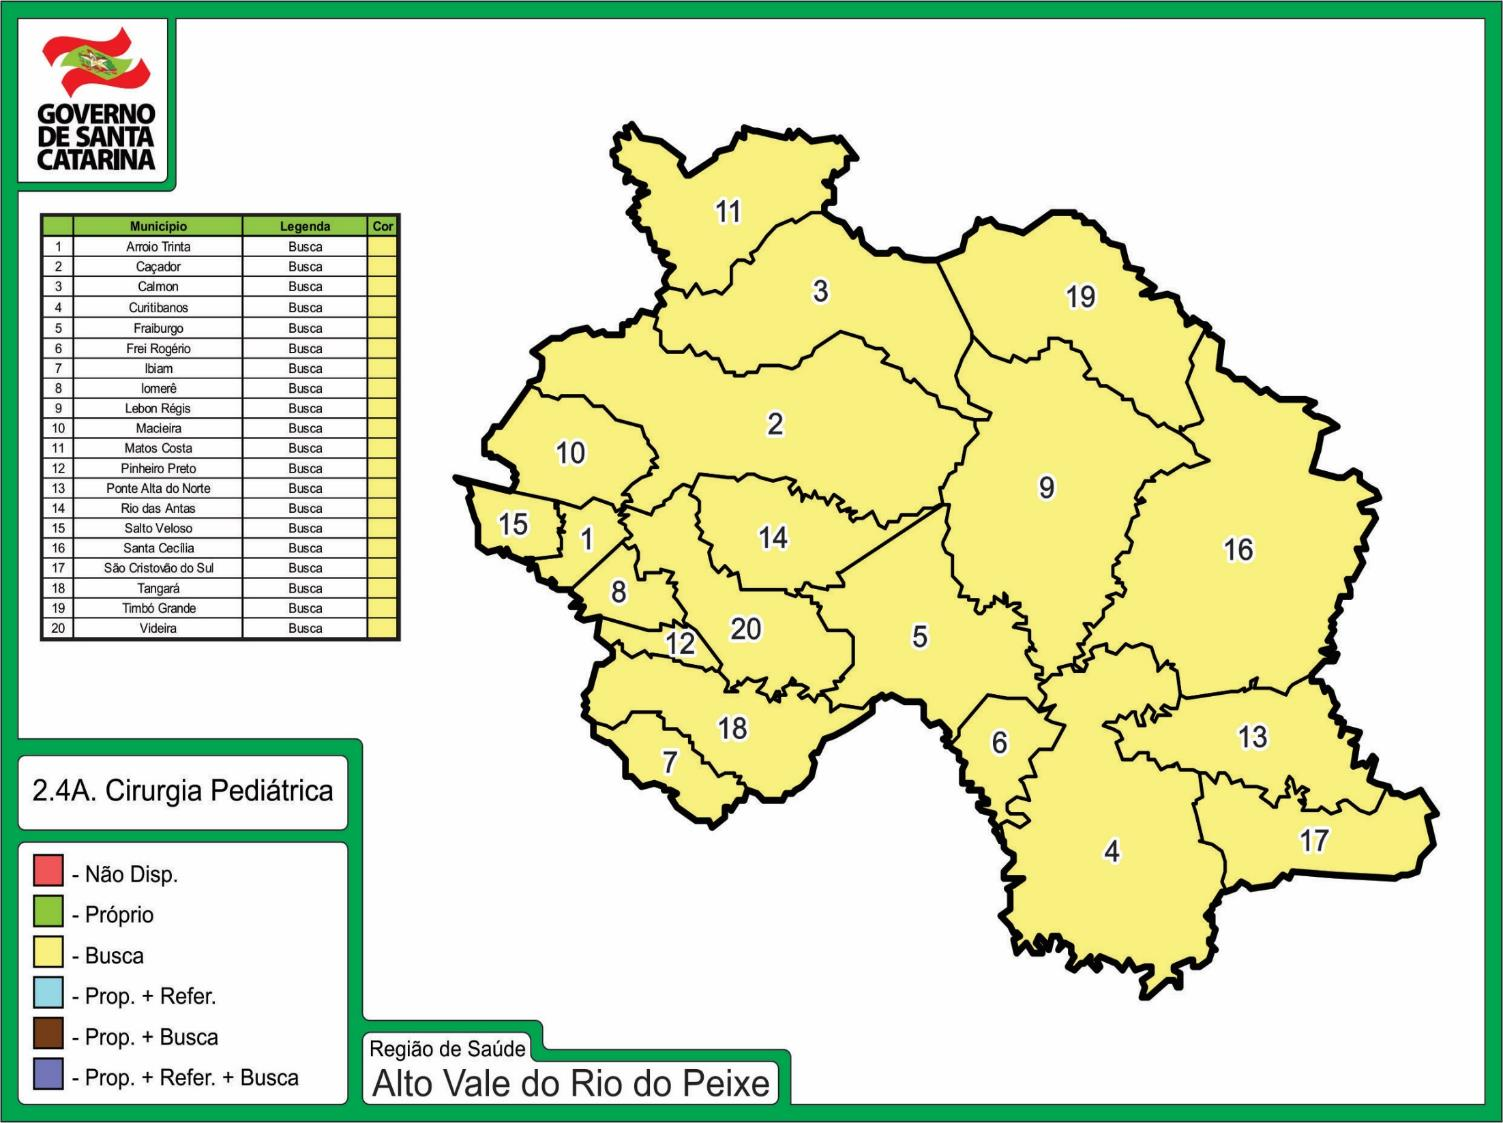 GOVERNO
DE SANTA
CATARINA
Município Legenda Cor
1 Arroio Trinta Busca
2 Caçador Busca
3 Calmon Busca
4 Curitibanos Busca
5 Fraiburgo Busca
6 Frei Rogério Busca
7 Ibiam Busca
8 Iomerê Busca
9 Lebon Régis Busca
10 Macieira Busca
11 Matos Costa Busca
12 Pinheiro Preto Busca
13 Ponte Alta do Norte Busca
14 Rio das Antas Busca
15 Salto Veloso Busca
16 Santa Cecília Busca
17 São Cristovão do Sul Busca
18 Tangará Busca
19 Timbó Grande Busca
20 Videira Busca
11
3
19
2
10
9
15
1
14
16
8
20
12
5
18
6
13
7
17
4
2.4A. Cirurgia Pediátrica
- Não Disp.
- Próprio
- Busca
- Prop. + Refer.
- Prop. + Busca
- Prop. + Refer. + Busca
Região de Saúde
Alto Vale do Rio do Peixe